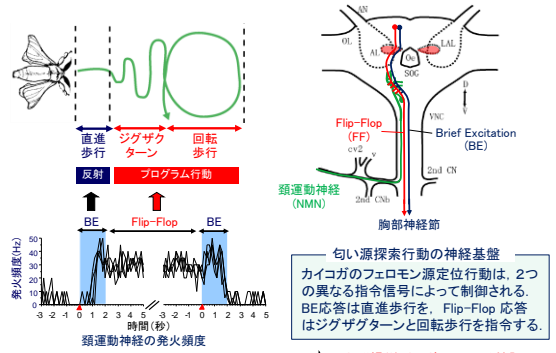 直進
歩行
ジグザク
ターン
回転
歩行
反射
プログラム行動
BE
Flip-Flop
BE
発火頻度(Hz)
50
40
30
20
10
0
-3 -2 -1 0 1 2 3 4 5
-3 -2 -1 0 1 2 3 4 5
時間(秒)
頚運動神経の発火頻度
AN
OL
AL
LAL
Oe
SOG
D
V
VNC
Flip-Flop
(FF)
Brief Excitation
(BE)
cv2
v
2nd CN
2nd CNb
頚運動神経
(NMN)
胸部神経節
匂い源探索行動の神経基盤
カイコガのフェロモン源定位行動は，2つ
の異なる指令信号によって制御される．
BE応答は直進歩行を，Flip-Flop 応答
はジグザグターンと回転歩行を指令する．